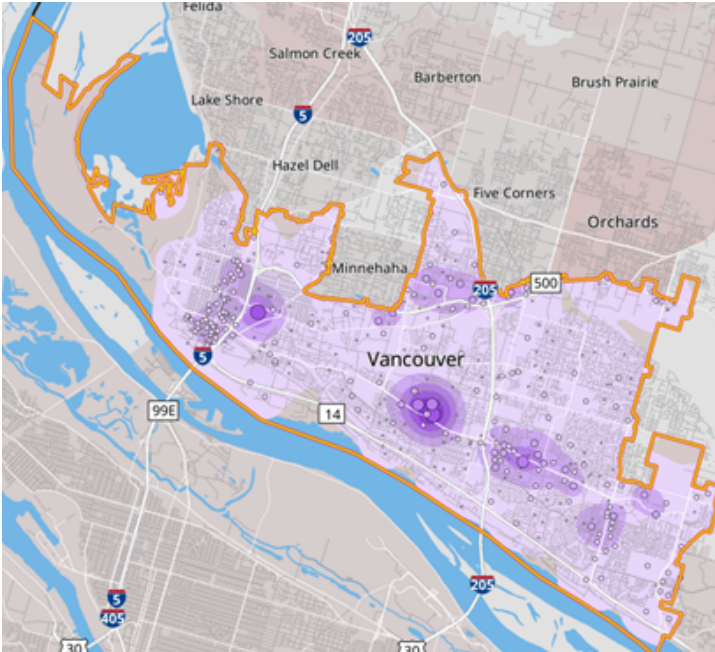 Felida
205
Salmon Creek
Barberton
Brush Prairie
Lake Shore
5
Hazel Dell
Five Corners
Orchards
Minnehaha
205
500
5
Vancouver
99E
14
205
5
405
30
30